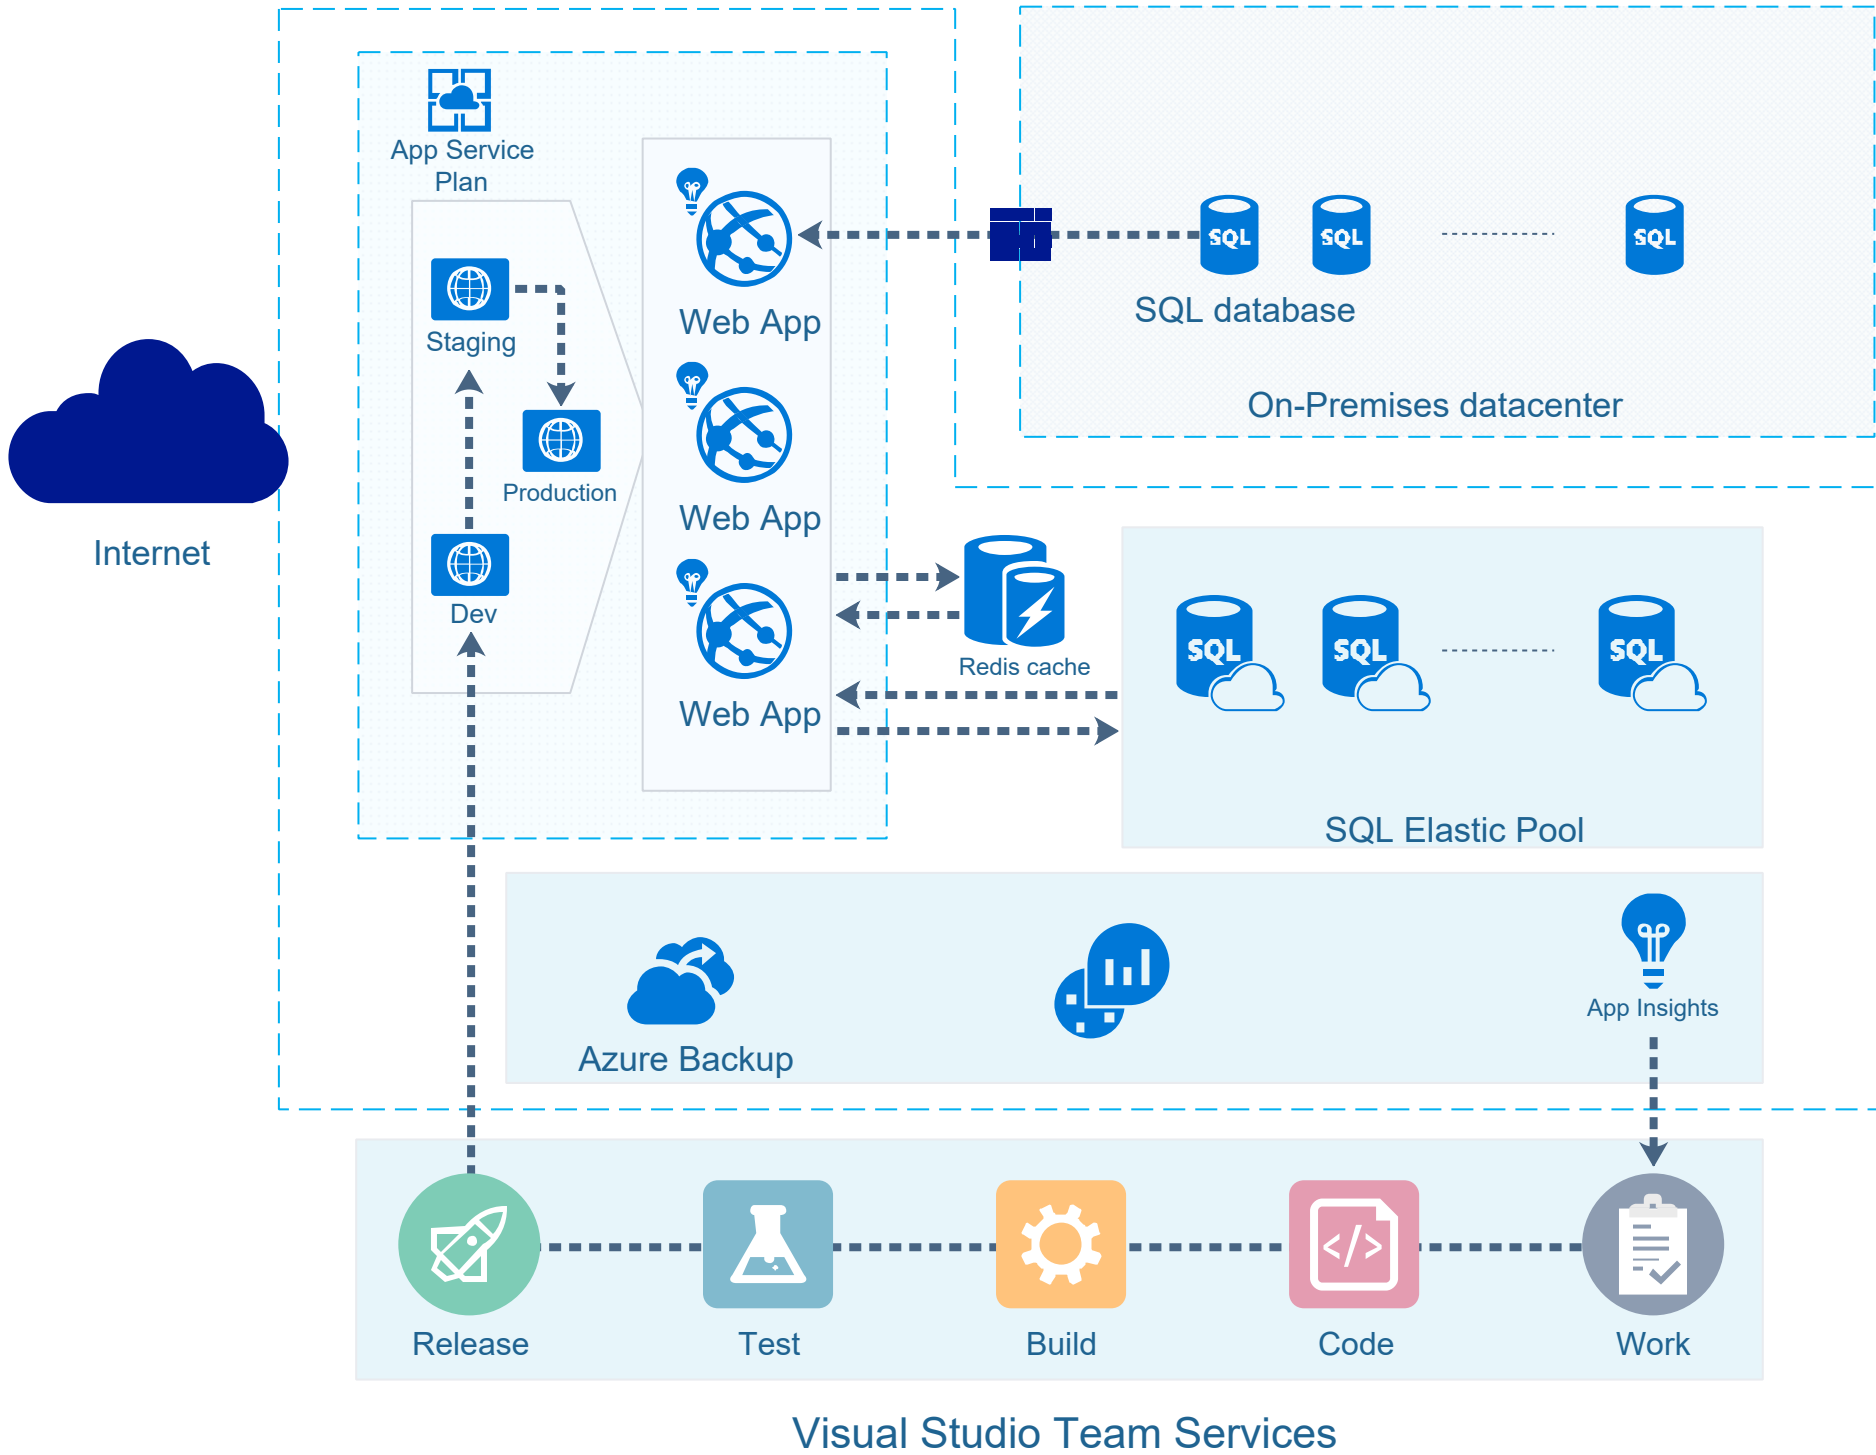 App Service
Plan
Staging
Production
Dev
Web App
Web App
Web App
SQL
SQL
SQL
SQL database
On-Premises datacenter
Internet
Redis cache
SQL
SQL
SQL
SQL Elastic Pool
Azure Backup
App Insights
</>
Release
Test
Build
Code
Work
Visual Studio Team Services